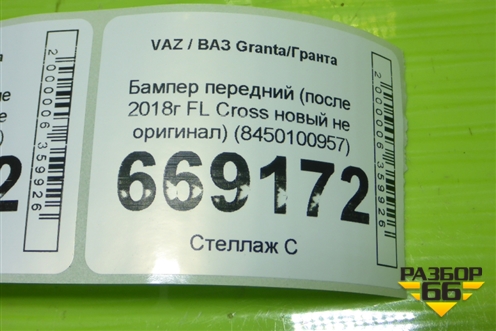 VAZ / ВАЗ Granta/Гранта
Бампер передний (после
2018г FL Cross новый не
оригинал) (8450100957)
669172
Стеллаж С
2000006359926
2000006359926
РАЗБОР
66